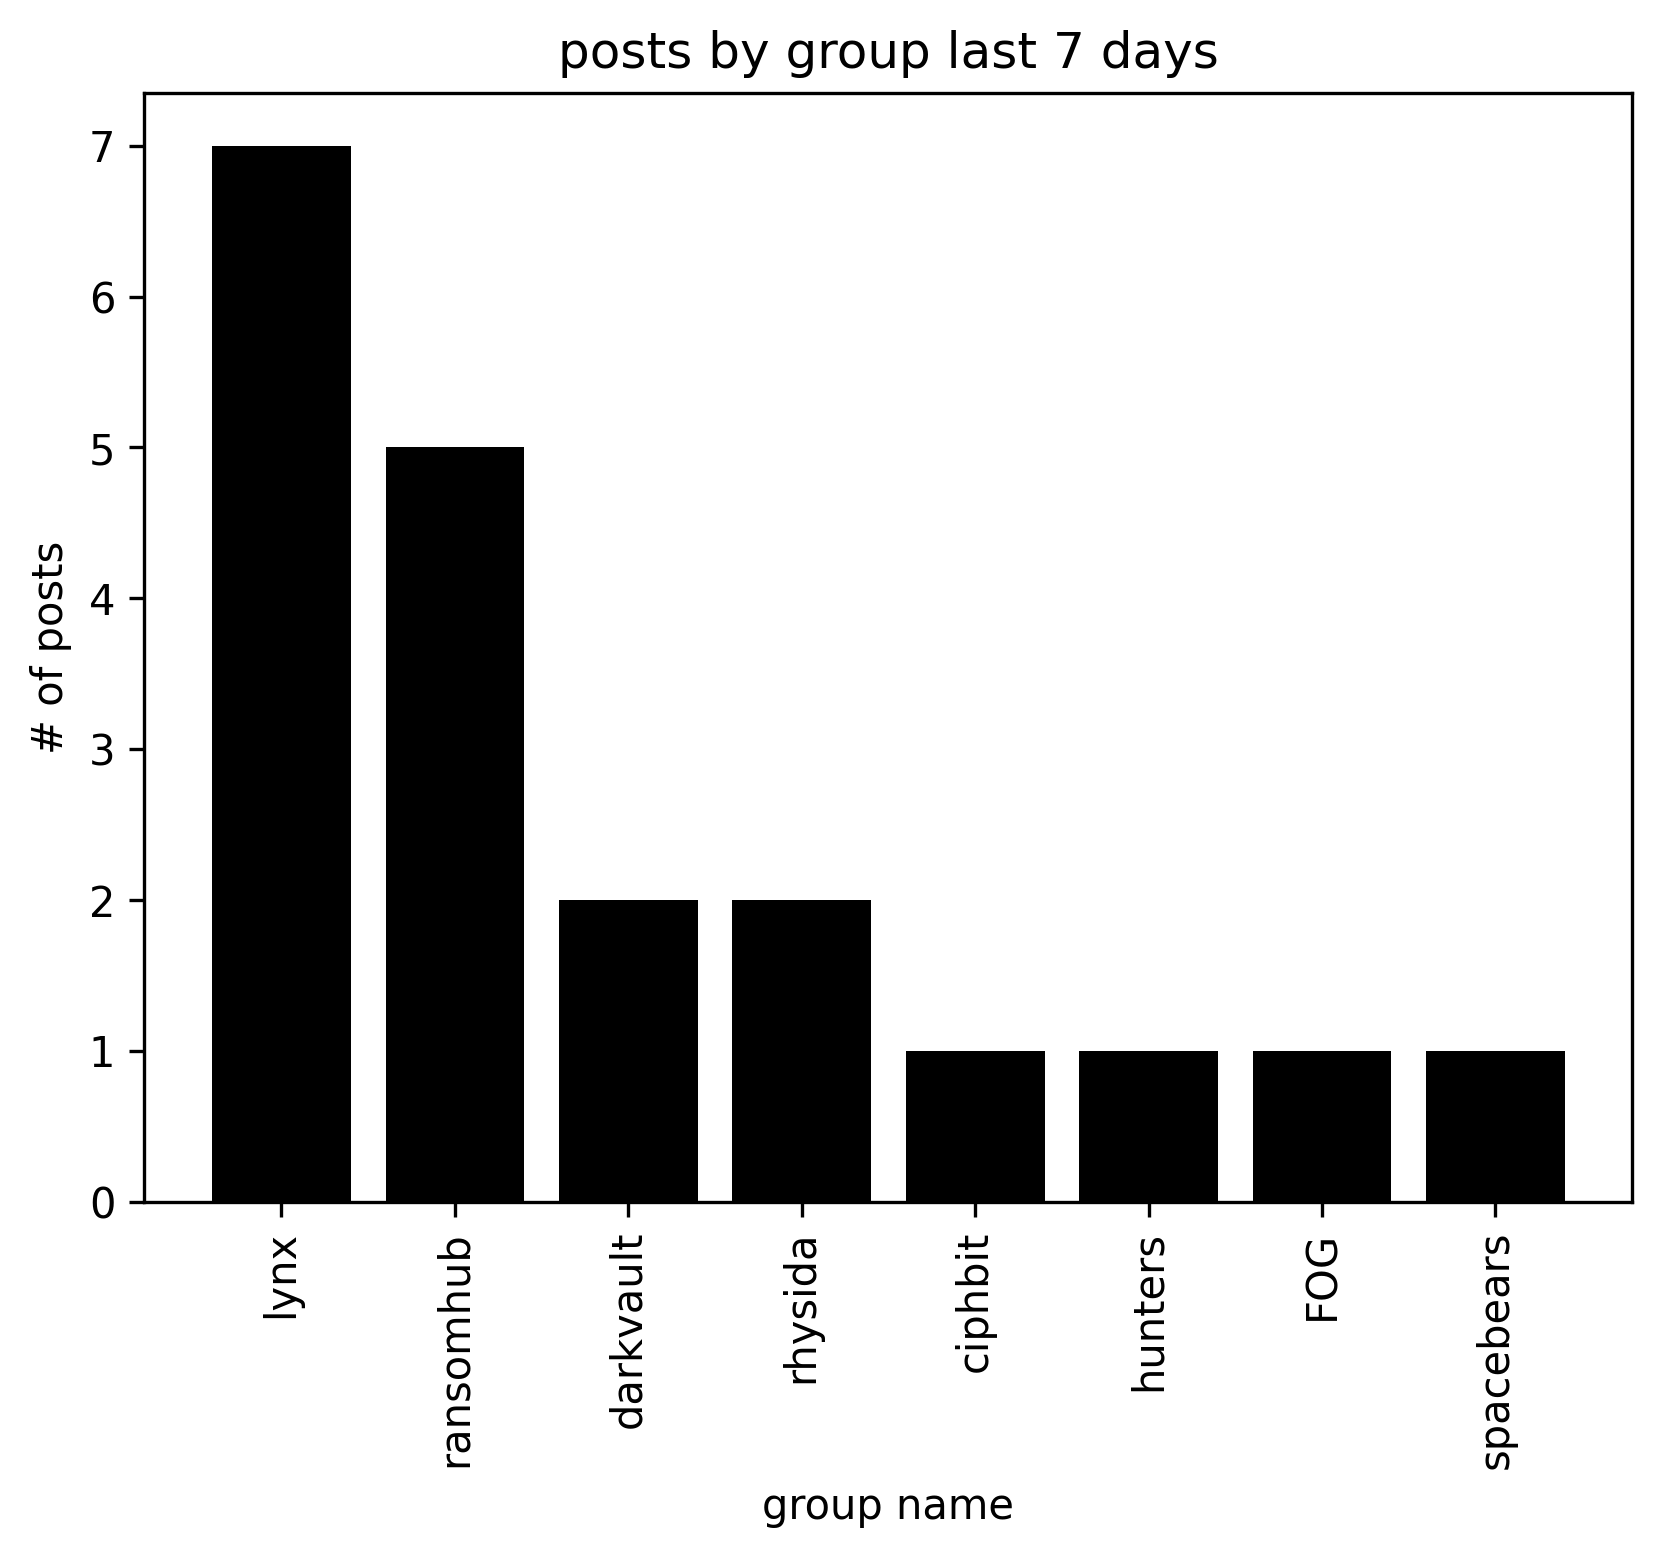 posts by group last 7 days
# of posts
7
6
5
4
3
2
1
0
lynx
ransomhub
darkvault
rhysida
ciphbit
hunters
FOG
spacebears
group name